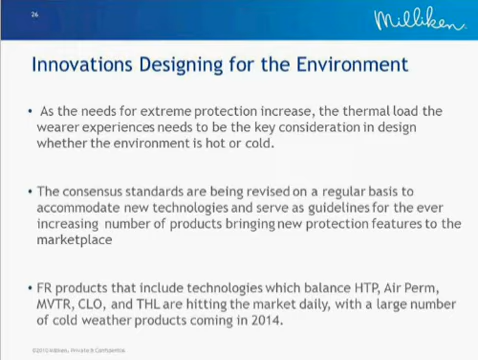 26
Milliken
Innovations Designing for the Environment
• As the needs for extreme protection increase, the thermal load the
wearer experiences needs to be the key consideration in design
whether the environment is hot or cold.
• The consensus standards are being revised on a regular basis to
accommodate new technologies and serve as guidelines for the ever
increasing number of products bringing new protection features to the
marketplace
• FR products that include technologies which balance HTP, Air Perm,
MVTR, CLO, and THL are hitting the market daily, with a large number
of cold weather products coming in 2014.
Milliken, Private & Confidential